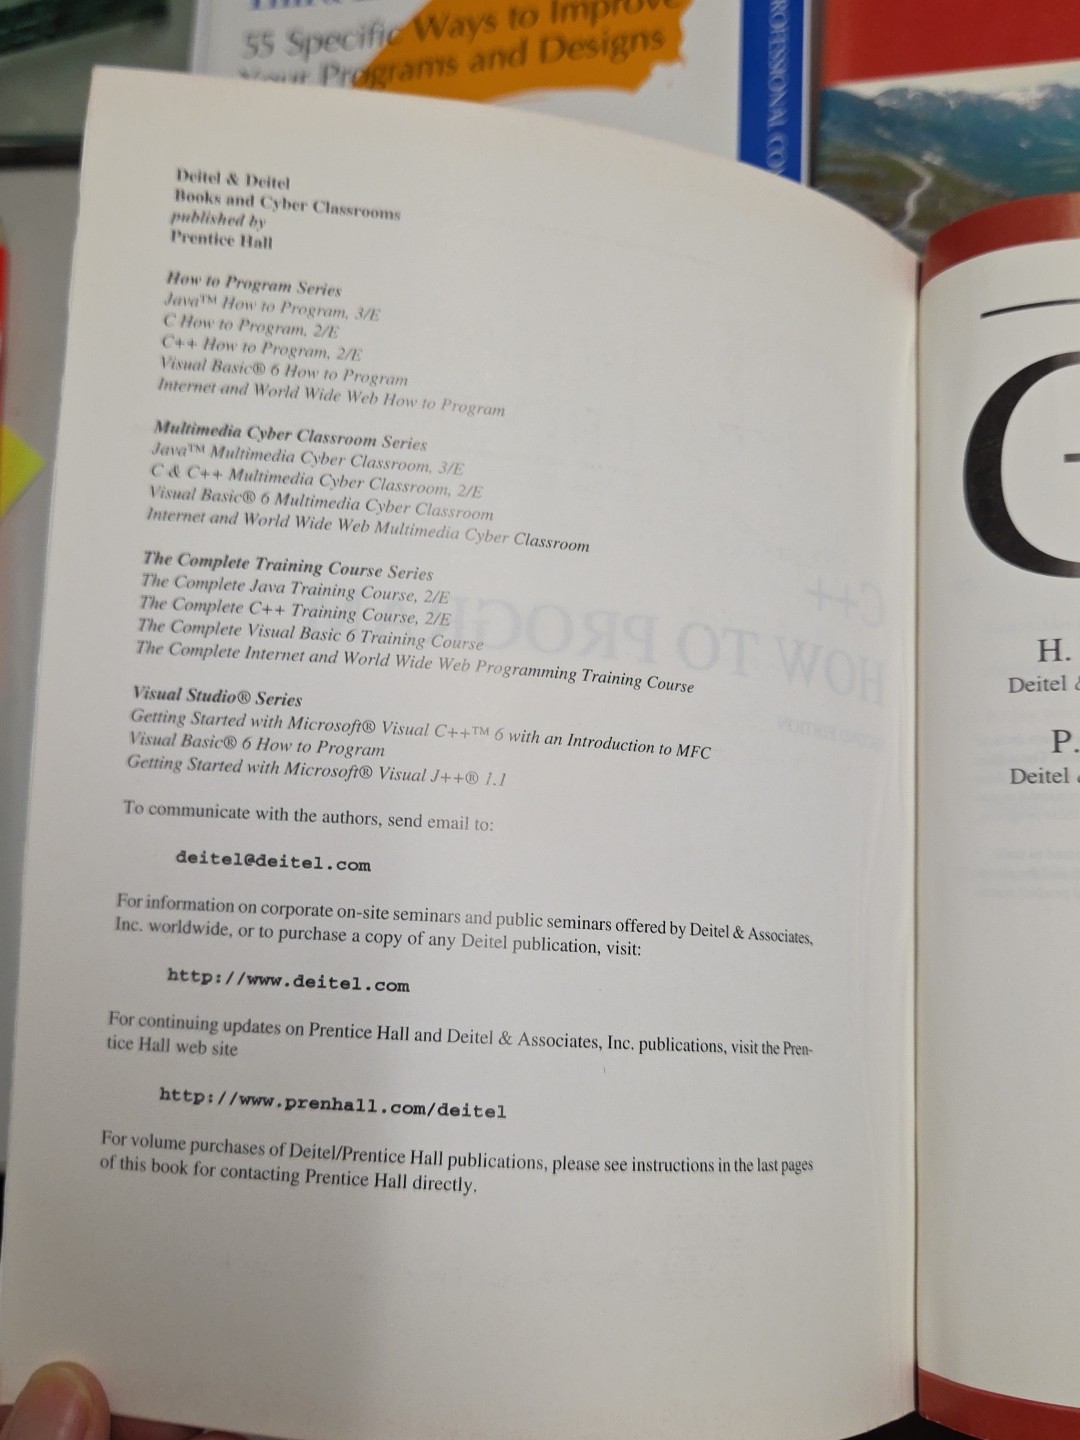 55 Specific Ways to Improve
Your Programs and Designs
PROFESSIONAL CO
Deitel & Deitel
Books and Cyber Classrooms
published by
Prentice Hall
How to Program Series
Java™ How to Program, 3/E
C How to Program, 2/E
C++ How to Program, 2/E
Visual Basic® 6 How to Program
Internet and World Wide Web How to Program
Multimedia Cyber Classroom Series
Java™ Multimedia Cyber Classroom, 3/E
C & C++ Multimedia Cyber Classroom, 2/E
Visual Basic® 6 Multimedia Cyber Classroom
Internet and World Wide Web Multimedia Cyber Classroom
The Complete Training Course Series
The Complete Java Training Course, 2/E
The Complete C++ Training Course, 2/E
The Complete Visual Basic 6 Training Course
The Complete Internet and World Wide Web Programming Training Course
Visual Studio® Series
Getting Started with Microsoft® Visual C++™ 6 with an Introduction to MFC
Visual Basic® 6 How to Program
Getting Started with Microsoft® Visual J++® 1.1
To communicate with the authors, send email to:
deitel@deitel.com
For information on corporate on-site seminars and public seminars offered by Deitel & Associates,
Inc. worldwide, or to purchase a copy of any Deitel publication, visit:
http://www.deitel.com
For continuing updates on Prentice Hall and Deitel & Associates, Inc. publications, visit the Pren-
tice Hall web site
http://www.prenhall.com/deitel
For volume purchases of Deitel/Prentice Hall publications, please see instructions in the last pages
of this book for contacting Prentice Hall directly.
C++
HOW TO PROG
H.
Deitel &
P.
Deitel &